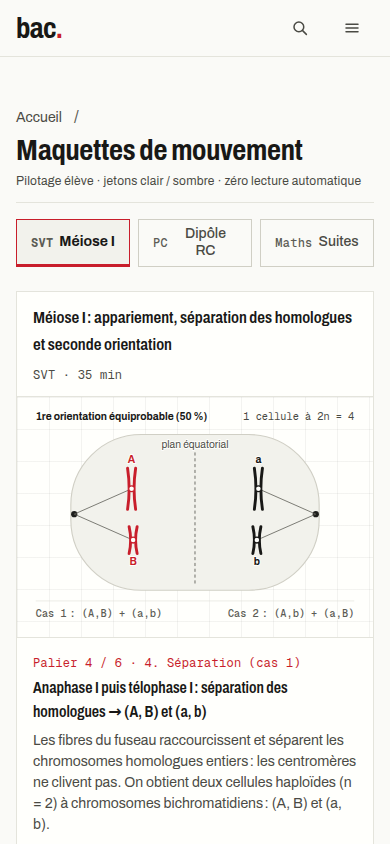 bac.
Accueil /
Maquettes de mouvement
Pilotage élève · jetons clair / sombre · zéro lecture automatique
SVT Méiose I
PC Dipôle RC
Maths Suites
Méiose I : appariement, séparation des homologues
et seconde orientation
SVT · 35 min
1re orientation équiprobable (50 %)
1 cellule à 2n = 4
plan équatorial
A
a
B
b
Cas 1 : (A,B) + (a,b)
Cas 2 : (A,b) + (a,B)
Palier 4 / 6 · 4. Séparation (cas 1)
Anaphase I puis télophase I : séparation des
homologues → (A, B) et (a, b)
Les fibres du fuseau raccourcissent et séparent les
chromosomes homologues entiers : les centromères
ne clivent pas. On obtient deux cellules haploïdes (n
= 2) à chromosomes bichromatidiens : (A, B) et (a,
b).